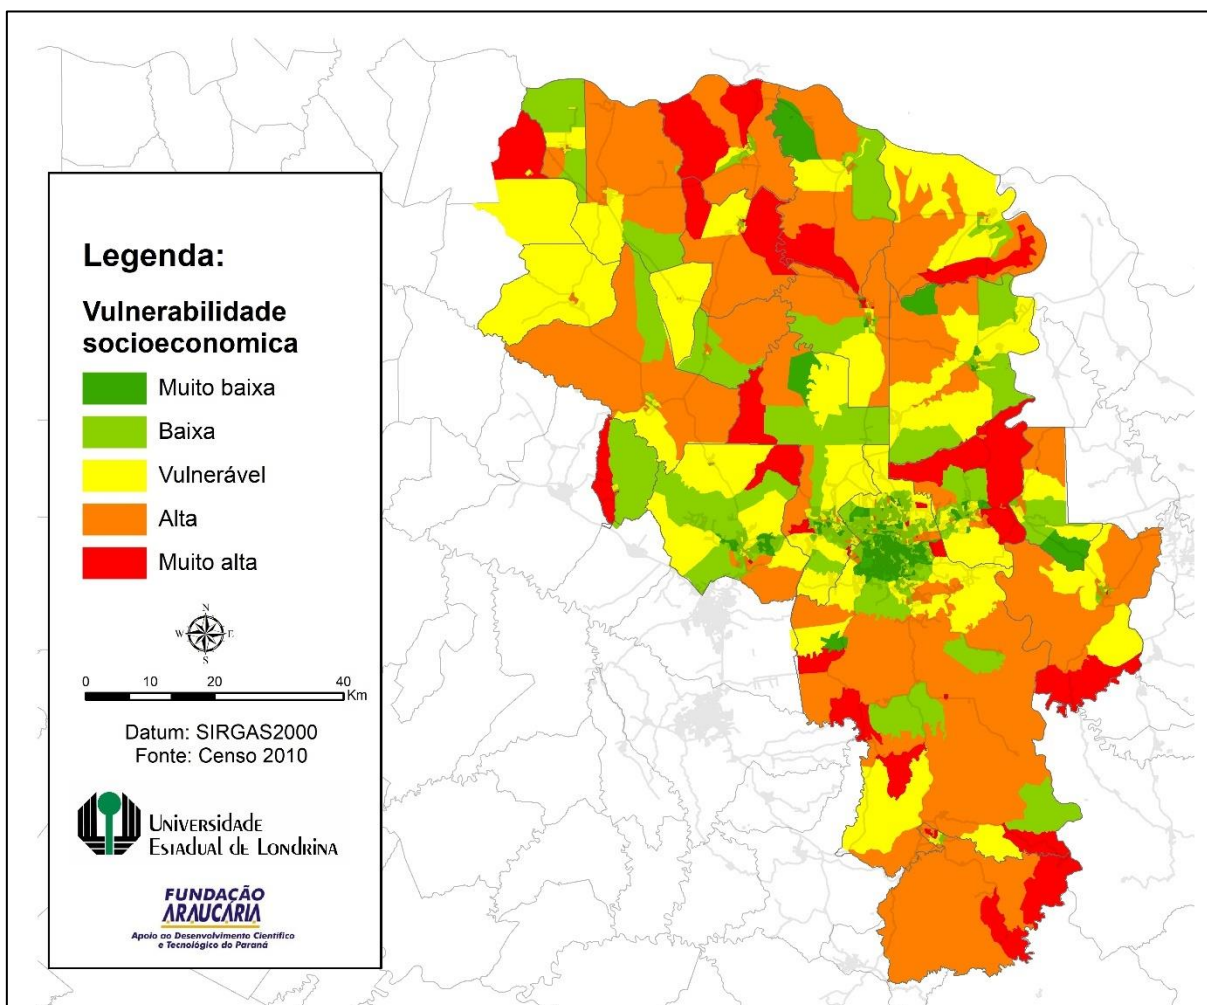 Legenda:
Vulnerabilidade
socioeconomica
Muito baixa
Baixa
Vulnerável
Alta
Muito alta
N
W E
S
0 10 20 40
Km
Datum: SIRGAS2000
Fonte: Censo 2010
UNIVERSIDADE
ESTADUAL DE LONDRINA
FUNDAÇÃO
ARAUCÁRIA
Apoio ao Desenvolvimento Científico
e Tecnológico do Paraná